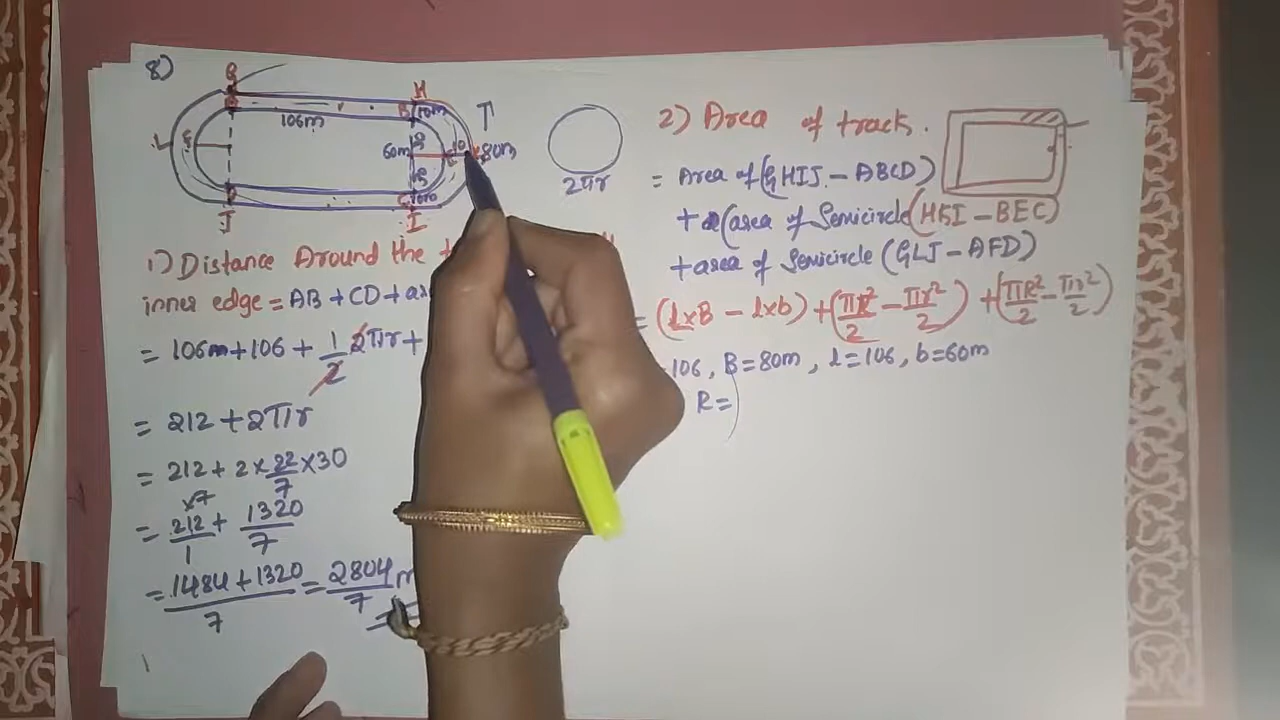 8)
G
H
B 10m
106m
60m
80m
L
E
D
C 10m
J
I
2πr
1) Distance Around the
inner edge = AB + CD +
= 106m + 106 + 1/2 2πr +
= 212 + 2πr
= 212 + 2 × 22/7 × 30
= 212/1 ×7 + 1320/7
= 1484 + 1320/7 = 2804/7 m
2) Area of track.
= Area of (GHIJ - ABCD)
+ (area of Semicircle (HKI - BEC)
+ area of Semicircle (GLJ - AFD)
= (l×B - l×b) + (πR²/2 - πr²/2) + (πR²/2 - πr²/2)
106, B=80m, l=106, b=60m
R=